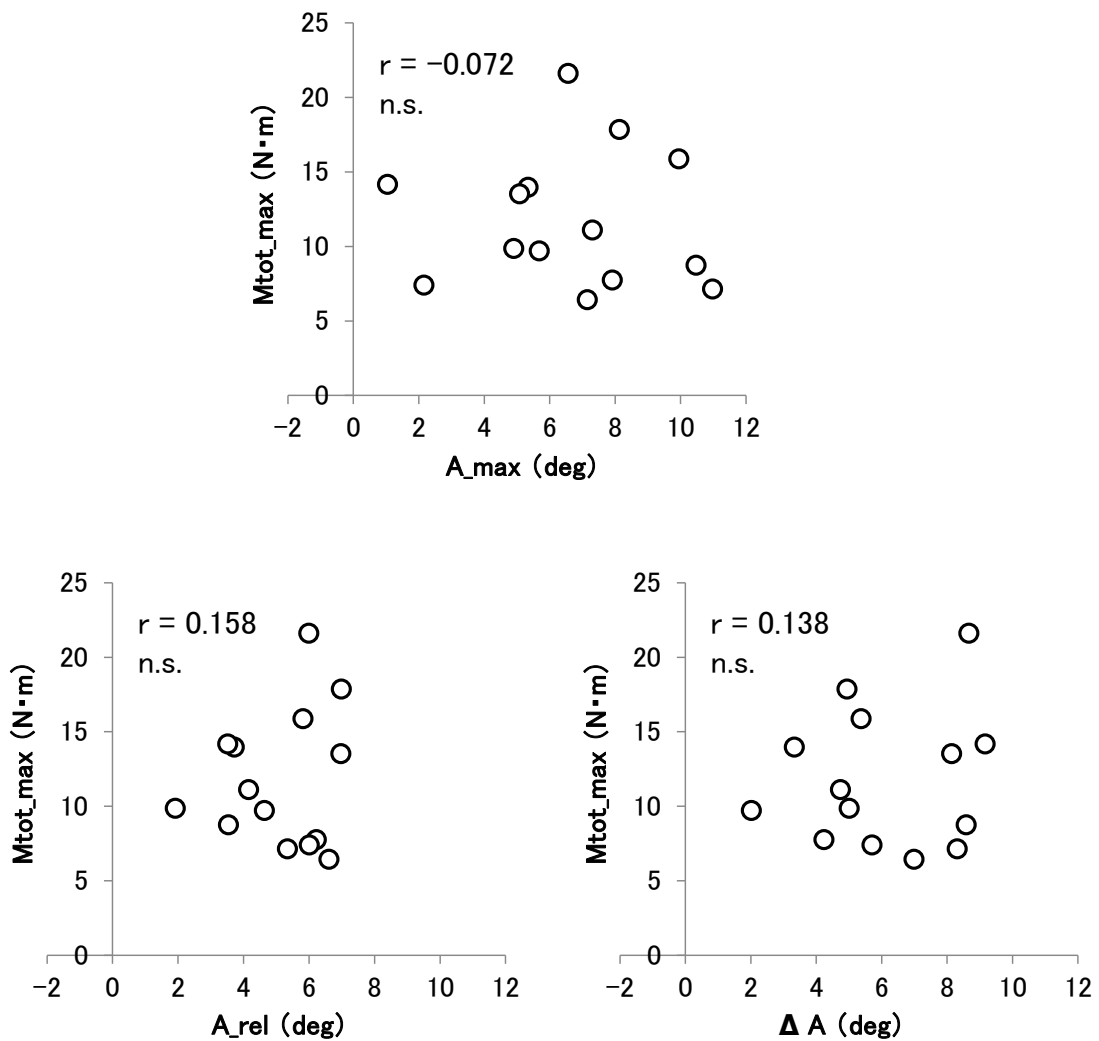 25
20
15
10
5
0
r = −0.072
n.s.
Mtot_max (N・m)
−2 0 2 4 6 8 10 12
A_max (deg)
25
20
15
10
5
0
r = 0.158
n.s.
Mtot_max (N・m)
−2 0 2 4 6 8 10 12
A_rel (deg)
25
20
15
10
5
0
r = 0.138
n.s.
Mtot_max (N・m)
−2 0 2 4 6 8 10 12
Δ A (deg)